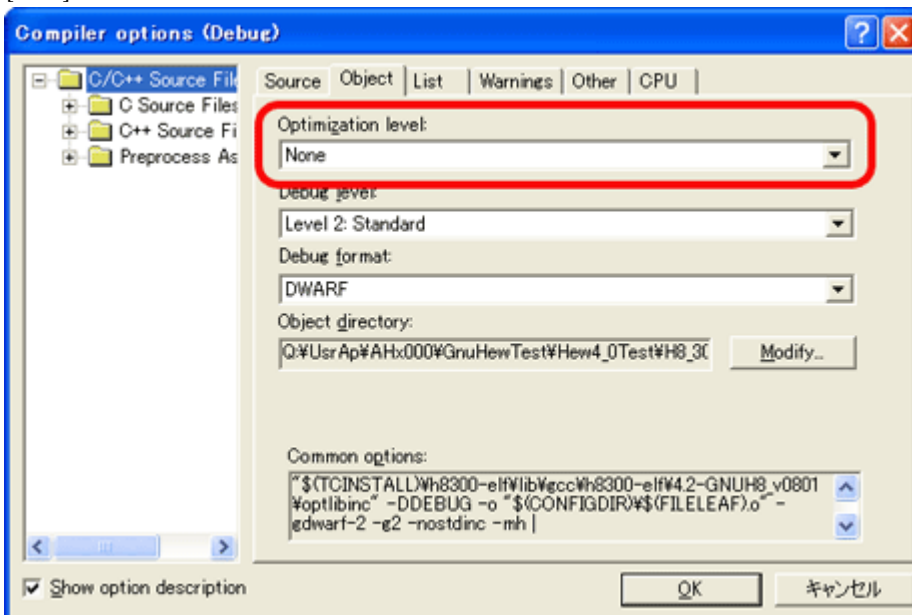 Compiler options (Debug)
C/C++ Source File
C Source Files
C++ Source Fi
Preprocess As
Source Object List Warnings Other CPU
Optimization level:
None
Debug level:
Level 2: Standard
Debug format:
DWARF
Object directory:
Q:¥UsrAp¥AHx000¥GnuHewTest¥Hew4_0Test¥H8_30
Modify...
Common options:
"$(TCINSTALL)¥h8300-elf¥lib¥gcc¥h8300-elf¥4.2-GNUH8_v0801
¥optlibinc" -DDEBUG -o "$(CONFIGDIR)¥$(FILELEAF).o" -
gdwarf-2 -g2 -nostdinc -mh
Show option description
OK
キャンセル